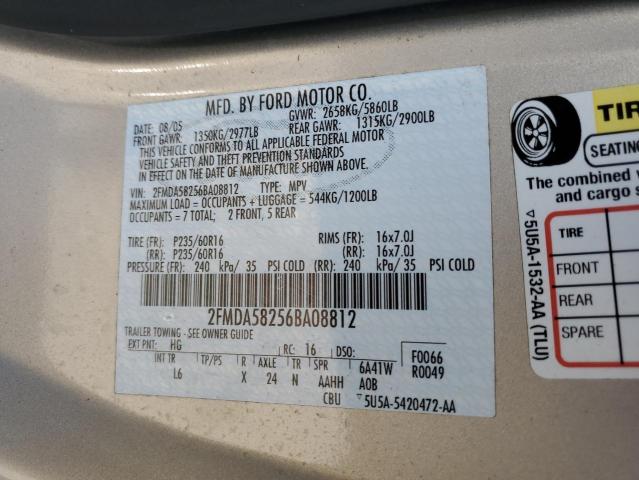 MFD. BY FORD MOTOR CO.
08/05 GVWR: 2658KG/5860LB
FRONT GAWR: 1350KG/2977LB REAR GAWR: 1315KG/2900LB
THIS VEHICLE CONFORMS TO ALL APPLICABLE FEDERAL MOTOR
VEHICLE SAFETY AND THEFT PREVENTION STANDARDS
IN EFFECT ON THE DATE OF MANUFACTURE SHOWN ABOVE.
VIN: 2FMDA58256BA08812 TYPE: MPV
MAXIMUM LOAD = OCCUPANTS + LUGGAGE = 544KG/1200LB
OCCUPANTS = 7 TOTAL; 2 FRONT, 5 REAR
TIRE (FR): P235/60R16 RIMS (FR): 16x7.0J
(RR): P235/60R16 (RR): 16x7.0J
PRESSURE (FR): 240 kPa/ 35 PSI COLD (RR): 240 kPa/ 35 PSI COLD
2FMDA58256BA08812
TRAILER TOWING - SEE OWNER GUIDE
EXT PNT: HG RC: 16 DSO: F0066
INT TR TP/PS R AXLE TR SPR 6A41W R0049
L6 X 24 N AAHH A0B
CBU 5U5A-5420472-AA
TIR
SEATING
The combined
and cargo s
TIRE
FRONT
REAR
SPARE
5U5A-1532-AA (TLU)